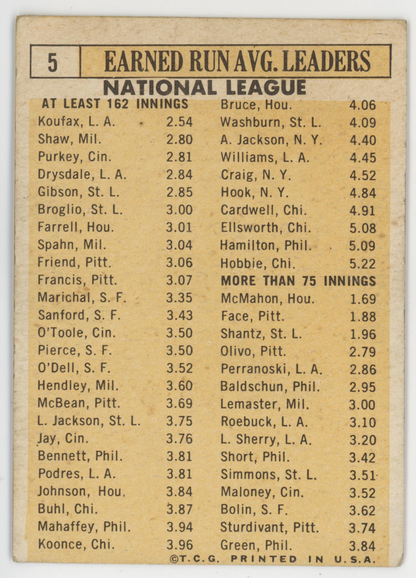 5
EARNED RUN AVG. LEADERS
NATIONAL LEAGUE
AT LEAST 162 INNINGS
Koufax, L. A. 2.54
Shaw, Mil. 2.80
Purkey, Cin. 2.81
Drysdale, L. A. 2.84
Gibson, St. L. 2.85
Broglio, St. L. 3.00
Farrell, Hou. 3.01
Spahn, Mil. 3.04
Friend, Pitt. 3.06
Francis, Pitt. 3.07
Marichal, S. F. 3.35
Sanford, S. F. 3.43
O'Toole, Cin. 3.50
Pierce, S. F. 3.50
O'Dell, S. F. 3.52
Hendley, Mil. 3.60
McBean, Pitt. 3.69
L. Jackson, St. L. 3.75
Jay, Cin. 3.76
Bennett, Phil. 3.81
Podres, L. A. 3.81
Johnson, Hou. 3.84
Buhl, Chi. 3.87
Mahaffey, Phil. 3.94
Koonce, Chi. 3.96
Bruce, Hou. 4.06
Washburn, St. L. 4.09
A. Jackson, N. Y. 4.40
Williams, L. A. 4.45
Craig, N. Y. 4.52
Hook, N. Y. 4.84
Cardwell, Chi. 4.91
Ellsworth, Chi. 5.08
Hamilton, Phil. 5.09
Hobbie, Chi. 5.22
MORE THAN 75 INNINGS
McMahon, Hou. 1.69
Face, Pitt. 1.88
Shantz, St. L. 1.96
Olivo, Pitt. 2.79
Perranoski, L. A. 2.86
Baldschun, Phil. 2.95
Lemaster, Mil. 3.00
Roebuck, L. A. 3.10
L. Sherry, L. A. 3.20
Short, Phil. 3.42
Simmons, St. L. 3.51
Maloney, Cin. 3.52
Bolin, S. F. 3.62
Sturdivant, Pitt. 3.74
Green, Phil. 3.84
©T.C.G. PRINTED IN U.S.A.